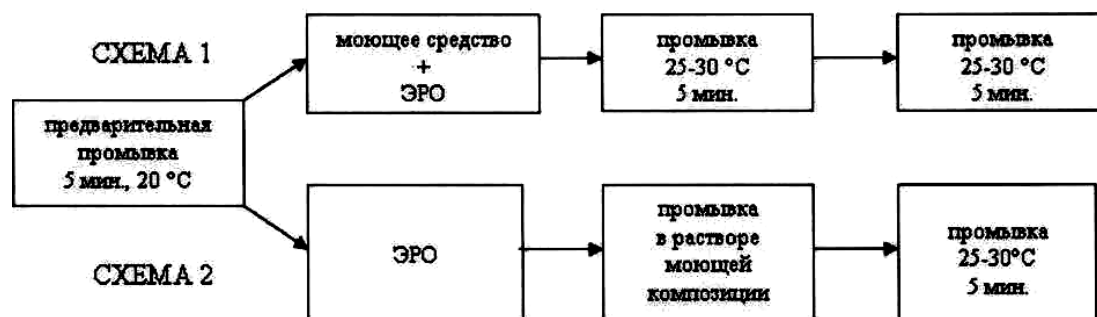 СХЕМА 1
предварительная
промывка
5 мин., 20 °C
моющее средство
+
ЭРО
промывка
25-30 °C
5 мин.
промывка
25-30 °C
5 мин.
СХЕМА 2
ЭРО
промывка
в растворе
моющей
композиции
промывка
25-30°C
5 мин.